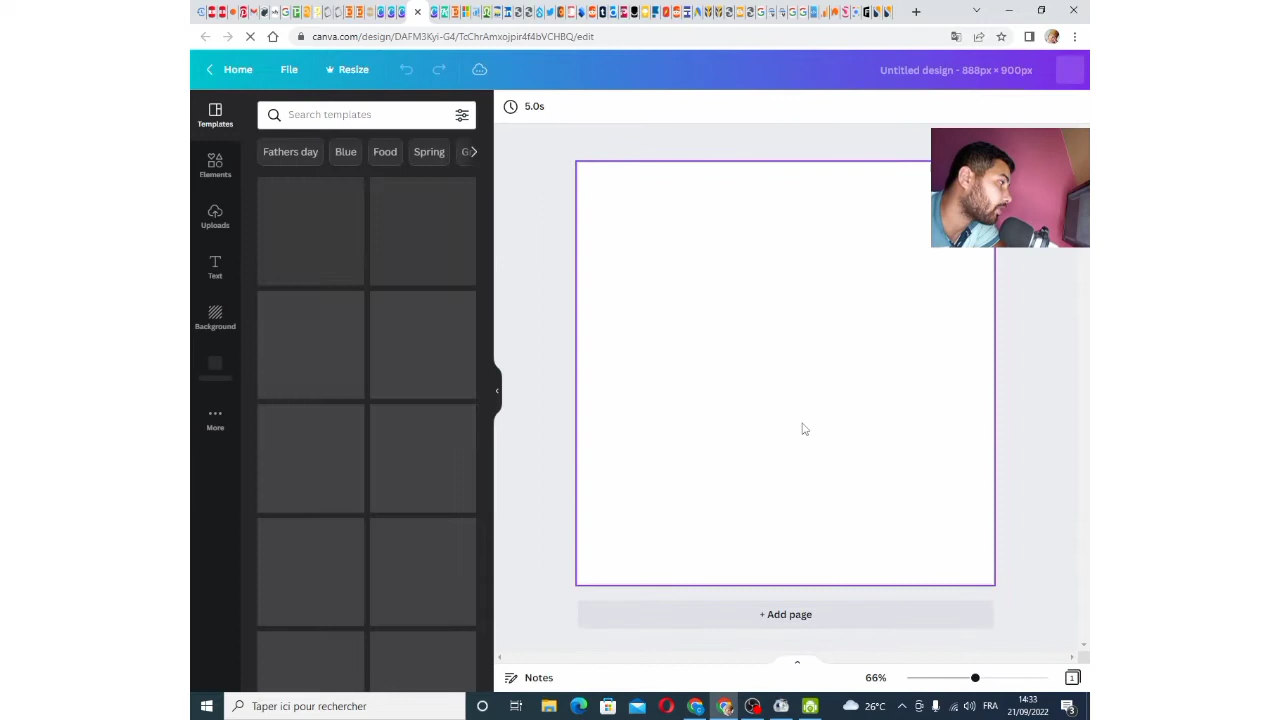 canva.com/design/DAFM3Kyi-G4/TcChrAmxojpir4f4bVCHBQ/edit
Home File Resize Untitled design - 888px × 900px
Templates
Elements
Uploads
Text
Background
More
Search templates
Fathers day Blue Food Spring
5.0s
+ Add page
Notes 66% 1
Taper ici pour rechercher
26°C FRA
14:33
21/09/2022
3